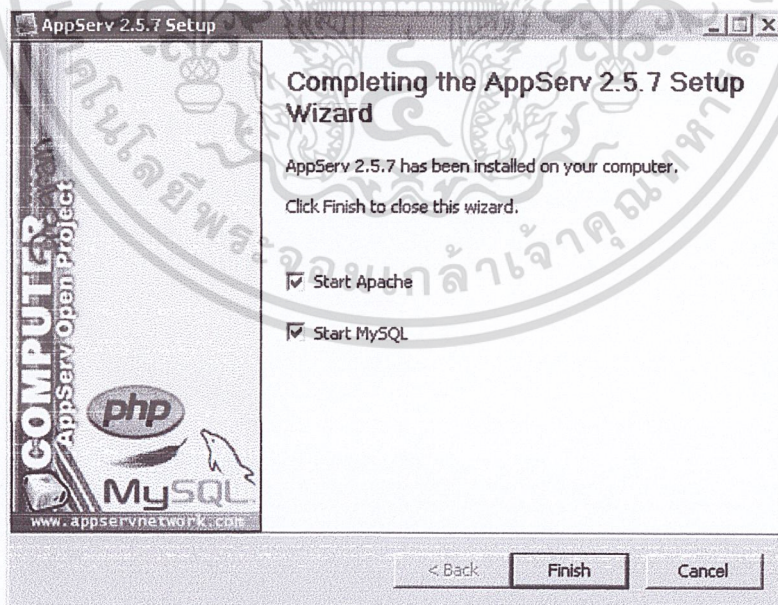 AppServ 2.5.7 Setup
Completing the AppServ 2.5.7 Setup
Wizard
AppServ 2.5.7 has been installed on your computer.
Click Finish to close this wizard.
Start Apache
Start MySQL
COMPUTER
AppServ Open Project
php
MySQL
www.appservnetwork.com
< Back
Finish
Cancel